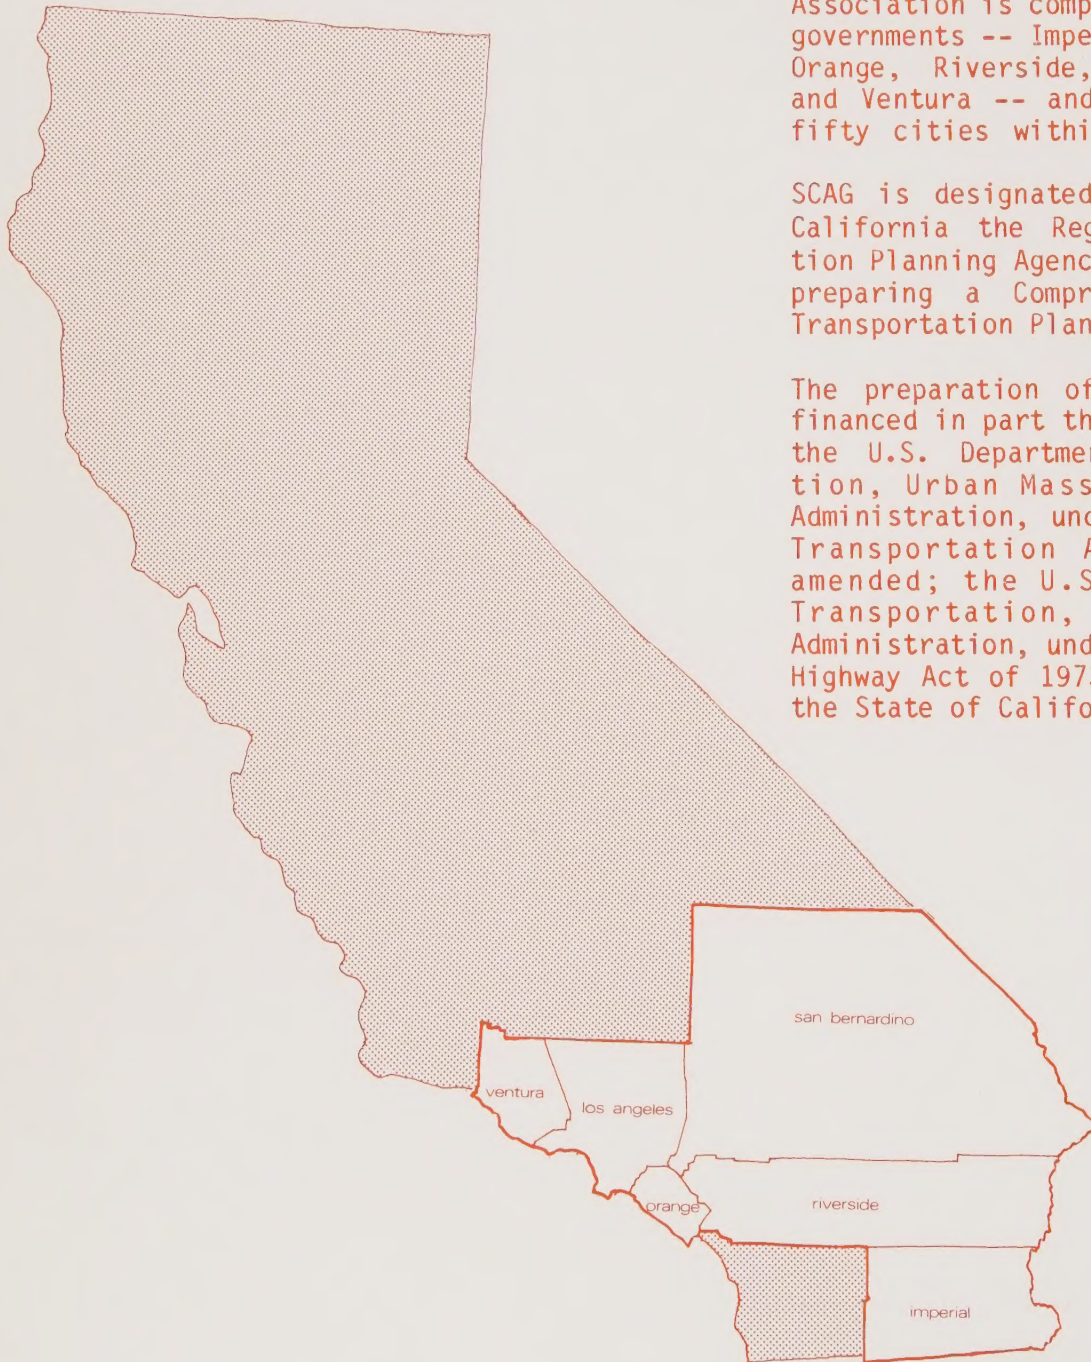 Association is comp
governments -- Impe
Orange, Riverside,
and Ventura -- and
fifty cities withi
SCAG is designated
California the Reg
tion Planning Agenc
preparing a Compr
Transportation Plan
The preparation of
financed in part th
the U.S. Departmen
tion, Urban Mass
Administration, und
Transportation A
amended; the U.S
Transportation,
Administration, und
Highway Act of 197
the State of Califo
san bernardino
ventura
los angeles
orange
riverside
imperial